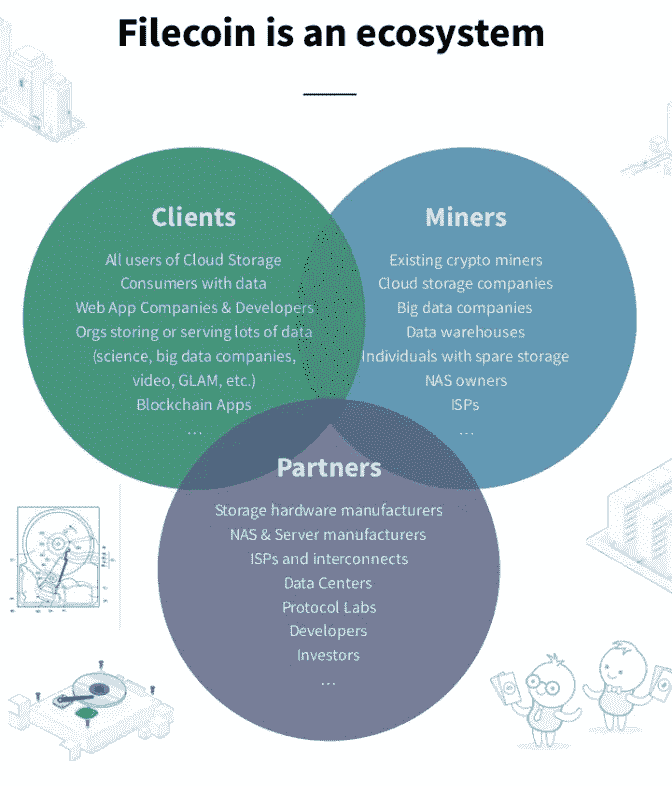 Filecoin is an ecosystem
Clients
All users of Cloud Storage
Consumers with data
Web App Companies & Developers
Orgs storing or serving lots of data
(science, big data companies,
video, GLAM, etc.)
Blockchain Apps
...
Miners
Existing crypto miners
Cloud storage companies
Big data companies
Data warehouses
Individuals with spare storage
NAS owners
ISPs
...
Partners
Storage hardware manufacturers
NAS & Server manufacturers
ISPs and interconnects
Data Centers
Protocol Labs
Developers
Investors
...